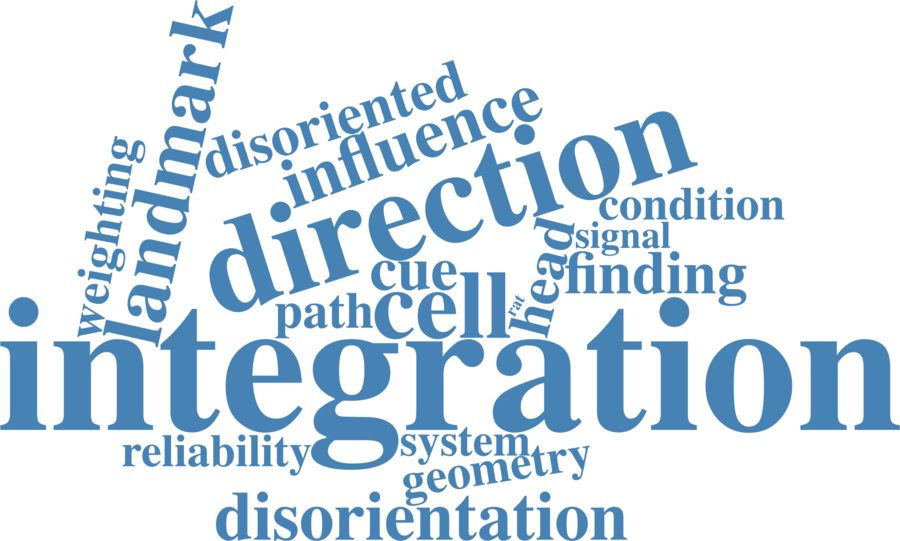 landmark
weighting
disoriented
influence
direction
condition
signal
head
finding
cue
cell
path
rat
integration
reliability
system
geometry
disorientation